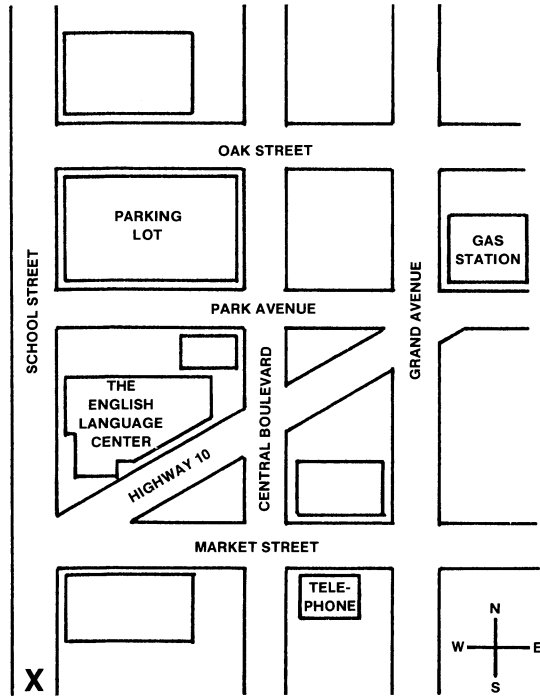 OAK STREET
PARKING
LOT
GAS
STATION
SCHOOL STREET
PARK AVENUE
GRAND AVENUE
THE
ENGLISH
LANGUAGE
CENTER
CENTRAL BOULEVARD
HIGHWAY 10
MARKET STREET
TELE-
PHONE
N
W E
S
X